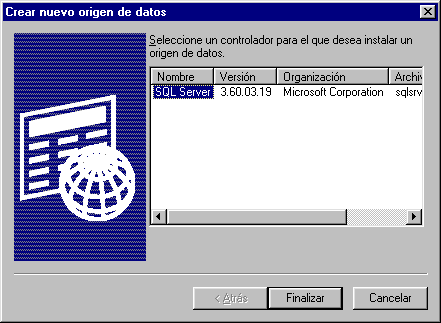 Crear nuevo origen de datos
Seleccione un controlador para el que desea instalar un
origen de datos.
Nombre Versión Organización Archiv
SQL Server 3.60.03.19 Microsoft Corporation sqlsrv
< Atrás Finalizar Cancelar